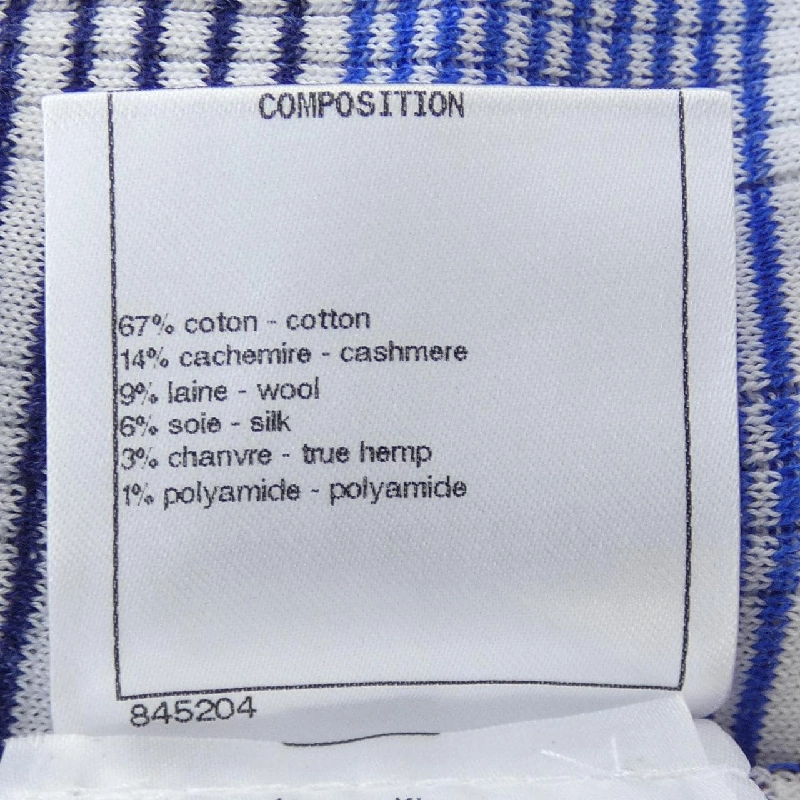 COMPOSITION
67% coton - cotton
14% cachemire - cashmere
9% laine - wool
6% soie - silk
3% chanvre - true hemp
1% polyamide - polyamide
845204